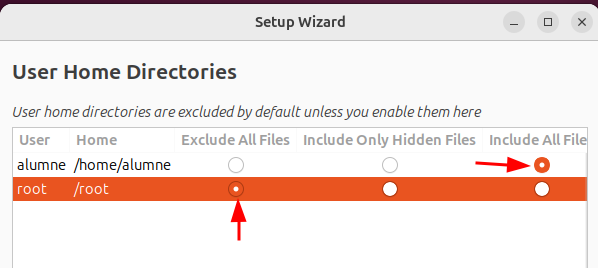 Setup Wizard
User Home Directories
User home directories are excluded by default unless you enable them here
User Home Exclude All Files Include Only Hidden Files Include All File
alumne /home/alumne
root /root